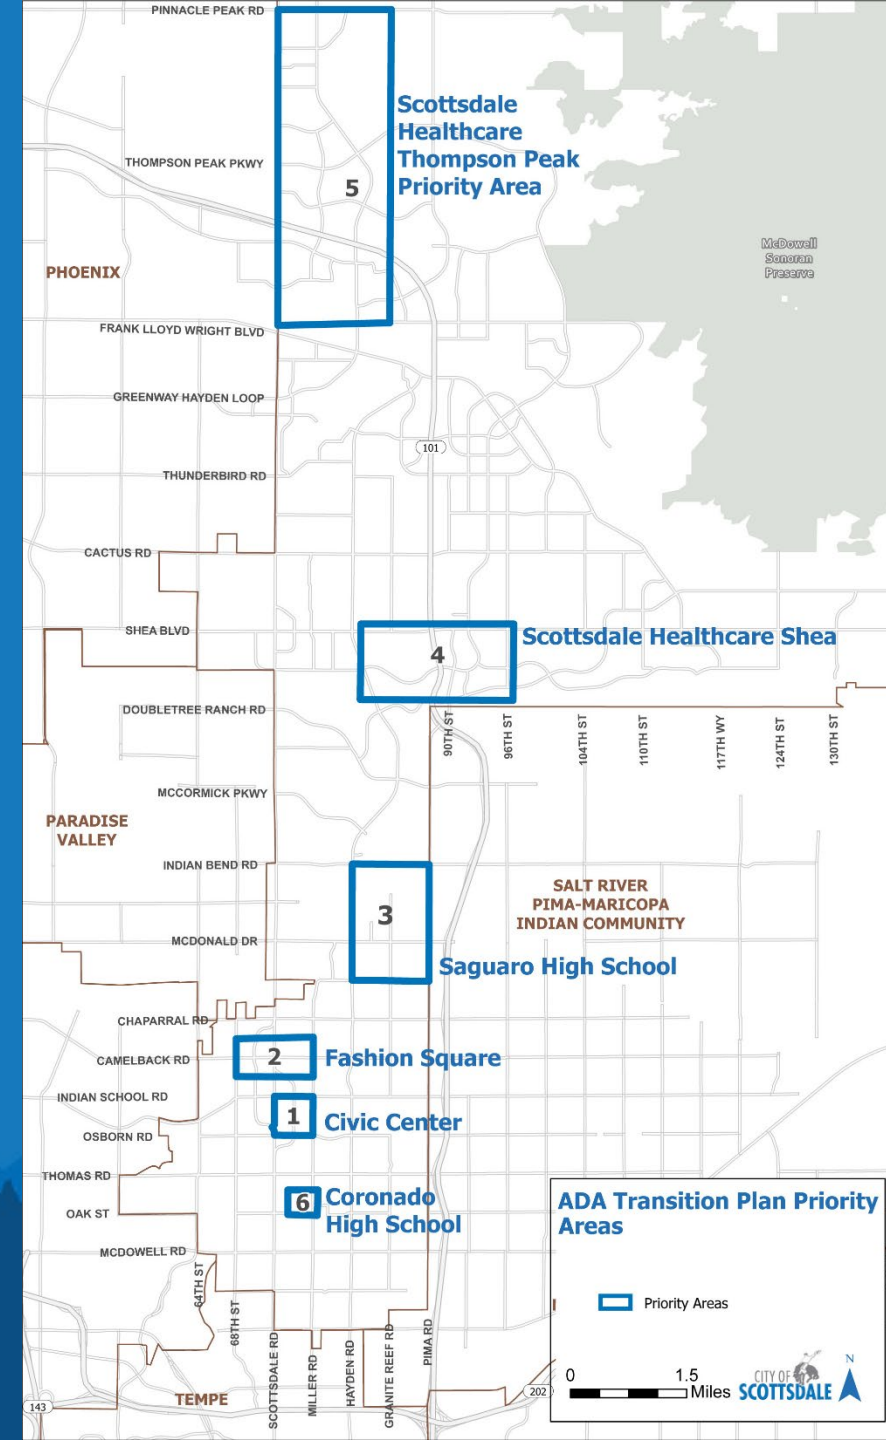 PINNACLE PEAK RD
Scottsdale
Healthcare
Thompson Peak
Priority Area
THOMPSON PEAK PKWY
5
McDowell
Sonoran
Preserve
PHOENIX
FRANK LLOYD WRIGHT BLVD
GREENWAY HAYDEN LOOP
101
THUNDERBIRD RD
CACTUS RD
SHEA BLVD
Scottsdale Healthcare Shea
4
DOUBLETREE RANCH RD
90TH ST
96TH ST
104TH ST
110TH ST
117TH WY
124TH ST
130TH ST
MCCORMICK PKWY
PARADISE
VALLEY
INDIAN BEND RD
SALT RIVER
PIMA-MARICOPA
INDIAN COMMUNITY
3
MCDONALD DR
Saguaro High School
CHAPARRAL RD
CAMELBACK RD
2
Fashion Square
INDIAN SCHOOL RD
1
Civic Center
OSBORN RD
THOMAS RD
6
Coronado
High School
OAK ST
MCDOWELL RD
64TH ST
68TH ST
SCOTTSDALE RD
MILLER RD
HAYDEN RD
GRANITE REEF RD
PIMA RD
TEMPE
143
202
ADA Transition Plan Priority
Areas
Priority Areas
0 1.5
Miles
CITY OF
SCOTTSDALE
N